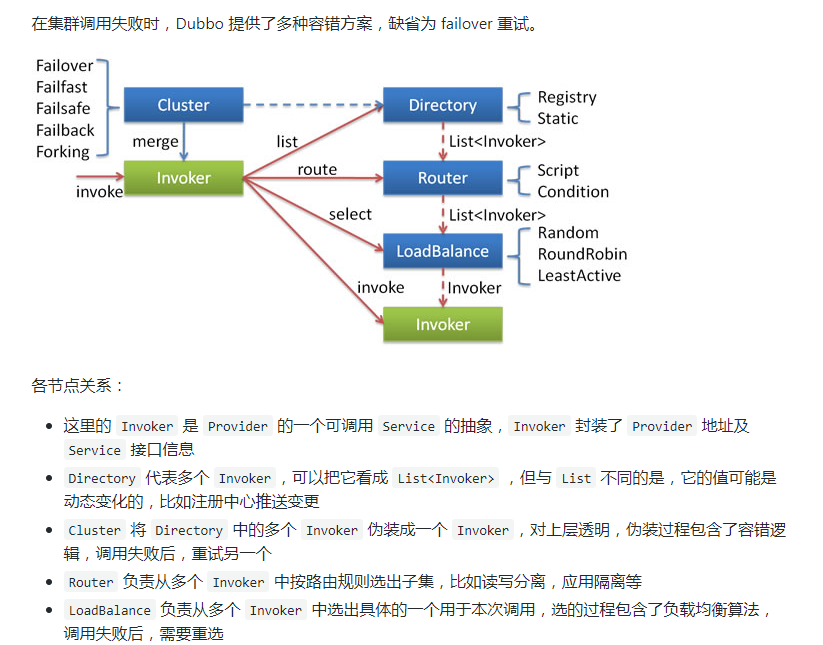 在集群调用失败时，Dubbo 提供了多种容错方案，缺省为 failover 重试。
Failover
Failfast
Failsafe
Failback
Forking
Cluster
merge
invoke
Invoker
list
route
select
invoke
Directory
Registry
Static
List<Invoker>
Router
Script
Condition
List<Invoker>
LoadBalance
Random
RoundRobin
LeastActive
Invoker
Invoker
各节点关系：
这里的 Invoker 是 Provider 的一个可调用 Service 的抽象，Invoker 封装了 Provider 地址及
Service 接口信息
Directory 代表多个 Invoker，可以把它看成 List<Invoker> ，但与 List 不同的是，它的值可能是
动态变化的，比如注册中心推送变更
Cluster 将 Directory 中的多个 Invoker 伪装成一个 Invoker，对上层透明，伪装过程包含了容错逻
辑，调用失败后，重试另一个
Router 负责从多个 Invoker 中按路由规则选出子集，比如读写分离，应用隔离等
LoadBalance 负责从多个 Invoker 中选出具体的一个用于本次调用，选的过程包含了负载均衡算法，
调用失败后，需要重选